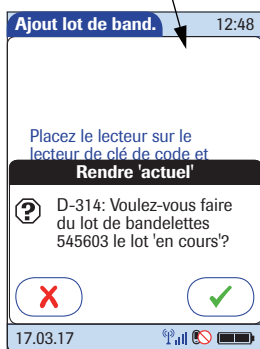 Ajout lot de band. 12:48
Placez le lecteur sur le
lecteur de clé de code et
Rendre 'actuel'
D-314: Voulez-vous faire
du lot de bandelettes
545603 le lot 'en cours'?
17.03.17